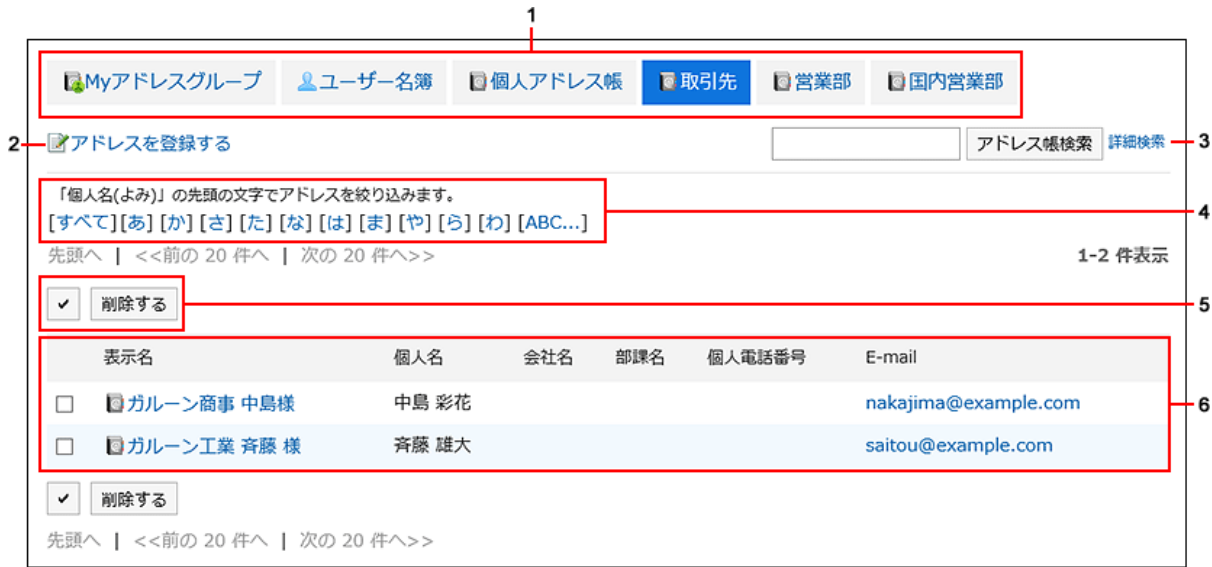 1
Myアドレスグループ ユーザー名簿 個人アドレス帳 取引先 営業部 国内営業部
2 アドレスを登録する アドレス帳検索 詳細検索 3
「個人名(よみ)」の先頭の文字でアドレスを絞り込みます。
[すべて][あ] [か] [さ] [た] [な] [は] [ま] [や] [ら] [わ] [ABC...] 4
先頭へ | <<前の 20 件へ | 次の 20 件へ>> 1-2 件表示
削除する 5
表示名 個人名 会社名 部課名 個人電話番号 E-mail
ガルーン商事 中島様 中島 彩花 nakajima@example.com 6
ガルーン工業 斉藤 様 斉藤 雄大 saitou@example.com
削除する
先頭へ | <<前の 20 件へ | 次の 20 件へ>>